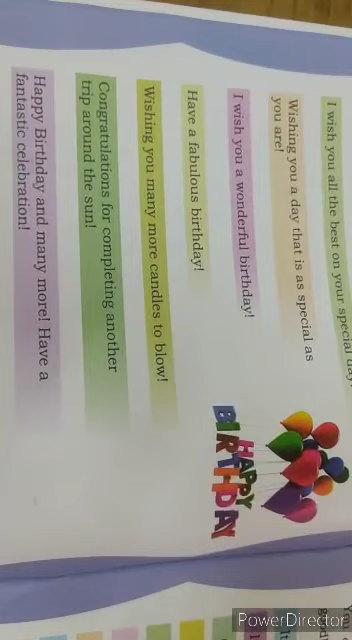 I wish you all the best on your special day!
Wishing you a day that is as special as
you are!
I wish you a wonderful birthday!
Have a fabulous birthday!
Wishing you many more candles to blow!
Congratulations for completing another
trip around the sun!
Happy Birthday and many more! Have a
fantastic celebration!
HAPPY
BIRTHDAY
PowerDirector